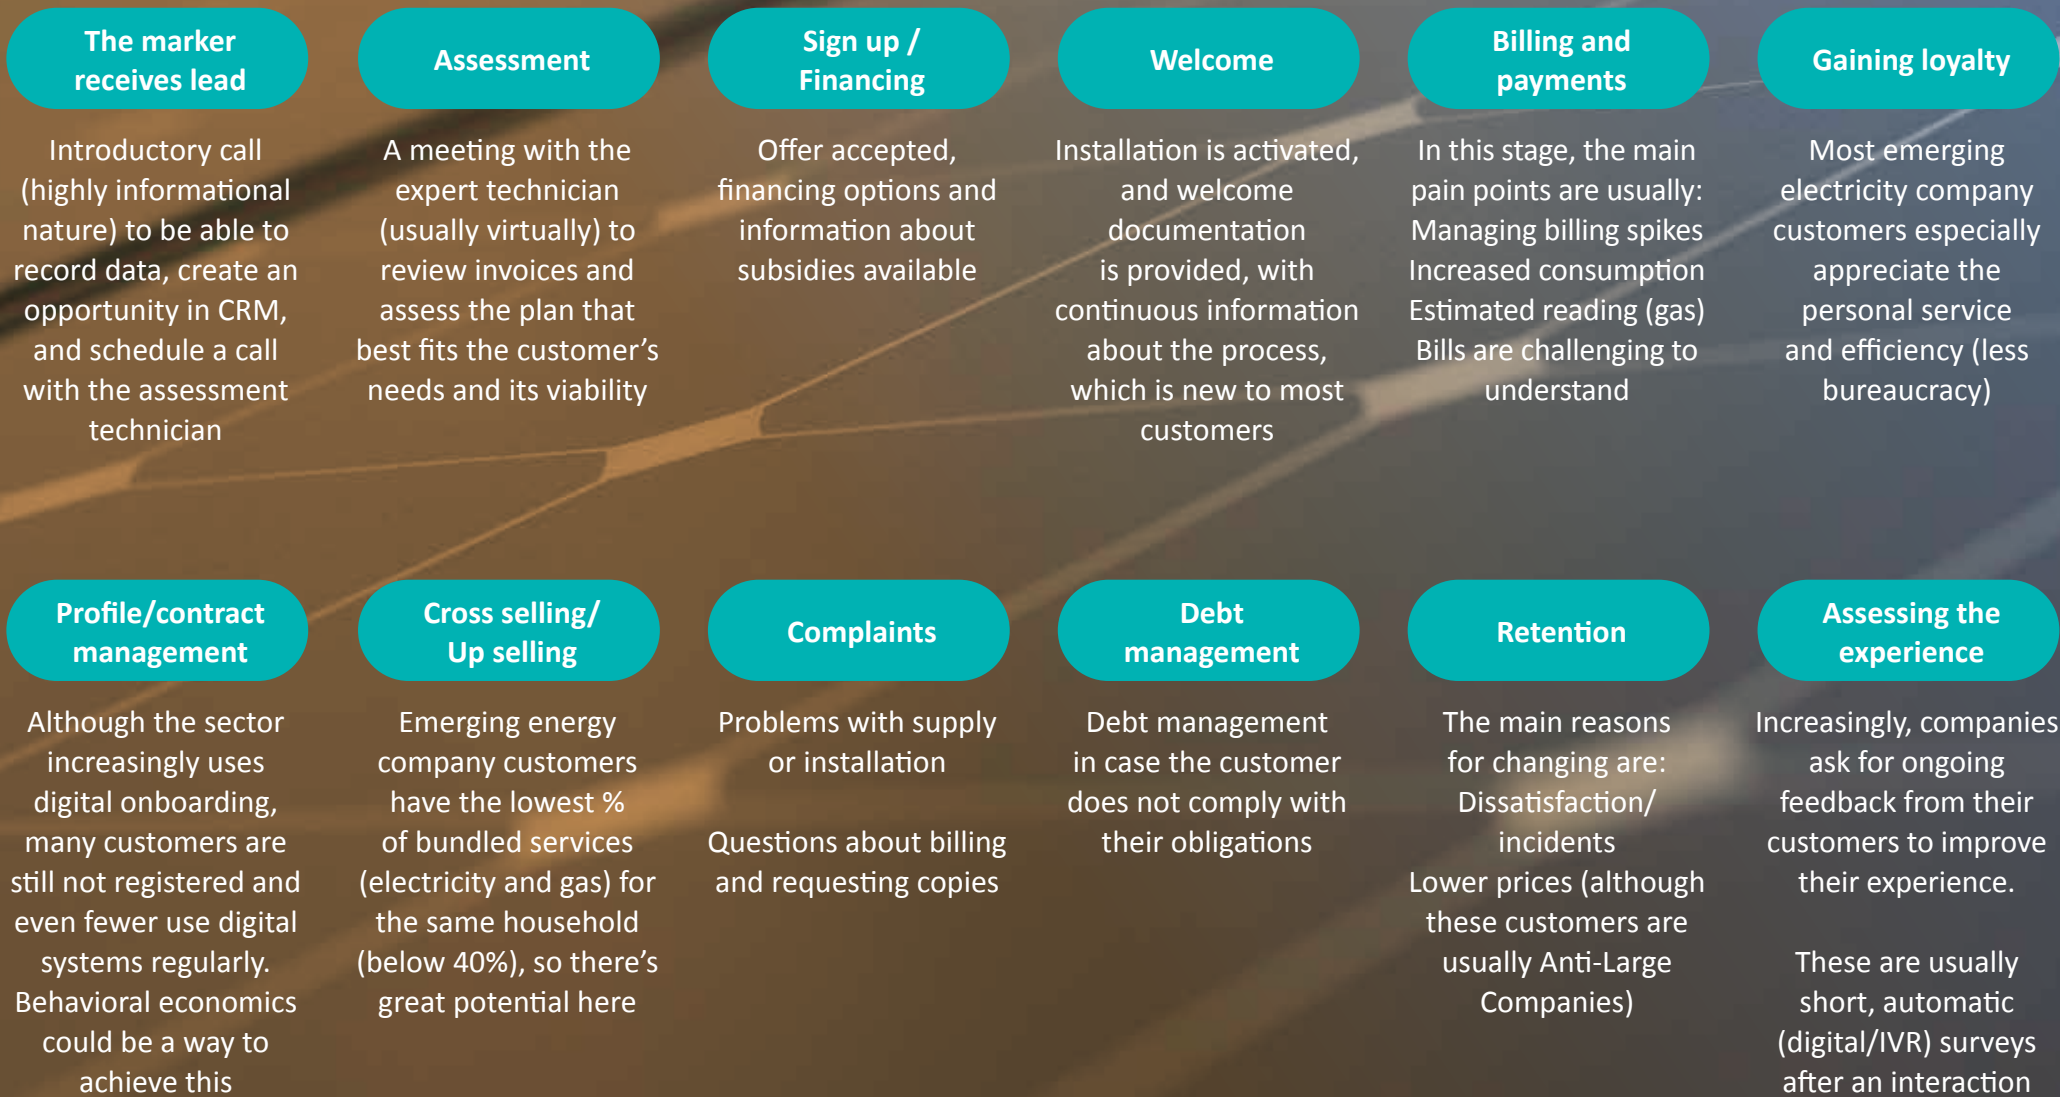 The marker
receives lead
Introductory call
(highly informational
nature) to be able to
record data, create an
opportunity in CRM,
and schedule a call
with the assessment
technician
Assessment
A meeting with the
expert technician
(usually virtually) to
review invoices and
assess the plan that
best fits the customer’s
needs and its viability
Sign up /
Financing
Offer accepted,
financing options and
information about
subsidies available
Welcome
Installation is activated,
and welcome
documentation
is provided, with
continuous information
about the process,
which is new to most
customers
Billing and
payments
In this stage, the main
pain points are usually:
Managing billing spikes
Increased consumption
Estimated reading (gas)
Bills are challenging to
understand
Gaining loyalty
Most emerging
electricity company
customers especially
appreciate the
personal service
and efficiency (less
bureaucracy)
Profile/contract
management
Although the sector
increasingly uses
digital onboarding,
many customers are
still not registered and
even fewer use digital
systems regularly.
Behavioral economics
could be a way to
achieve this
Cross selling/
Up selling
Emerging energy
company customers
have the lowest %
of bundled services
(electricity and gas) for
the same household
(below 40%), so there’s
great potential here
Complaints
Problems with supply
or installation
Questions about billing
and requesting copies
Debt
management
Debt management
in case the customer
does not comply with
their obligations
Retention
The main reasons
for changing are:
Dissatisfaction/
incidents
Lower prices (although
these customers are
usually Anti-Large
Companies)
Assessing the
experience
Increasingly, companies
ask for ongoing
feedback from their
customers to improve
their experience.
These are usually
short, automatic
(digital/IVR) surveys
after an interaction